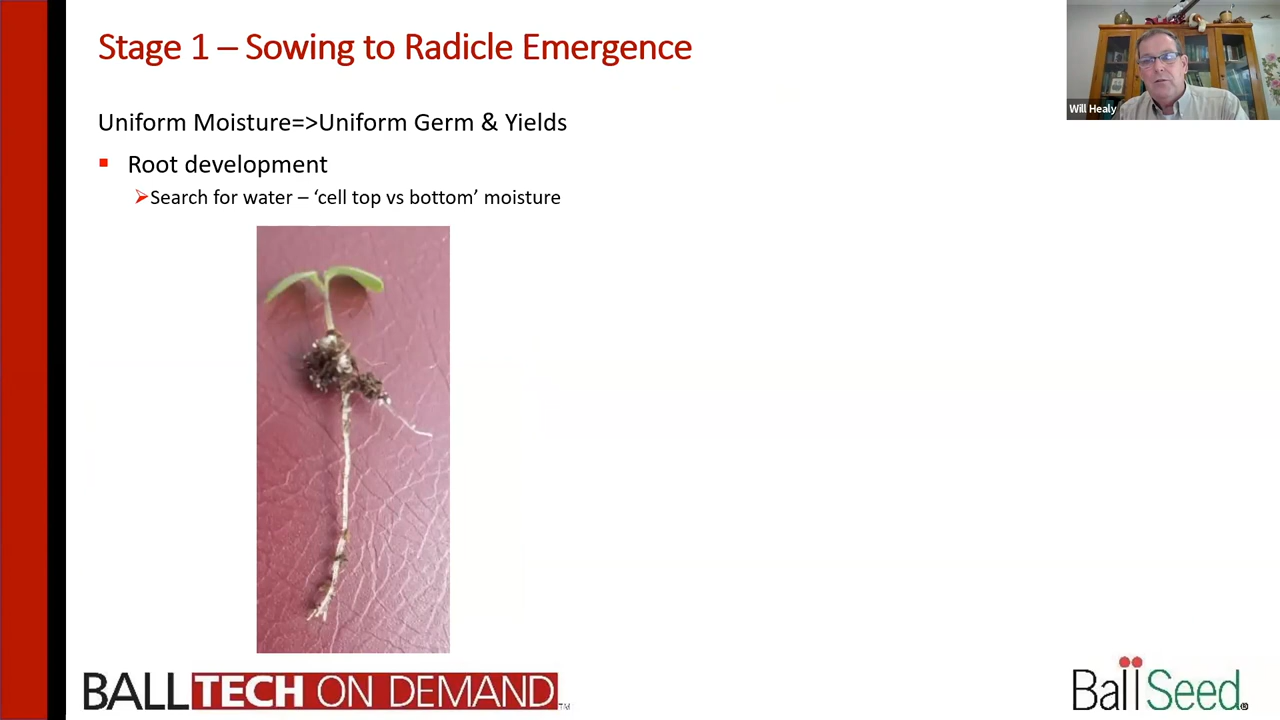 Stage 1 – Sowing to Radicle Emergence
Will Healy
Uniform Moisture=>Uniform Germ & Yields
Root development
Search for water – ‘cell top vs bottom’ moisture
BALLTECH ON DEMAND™
Ball Seed®